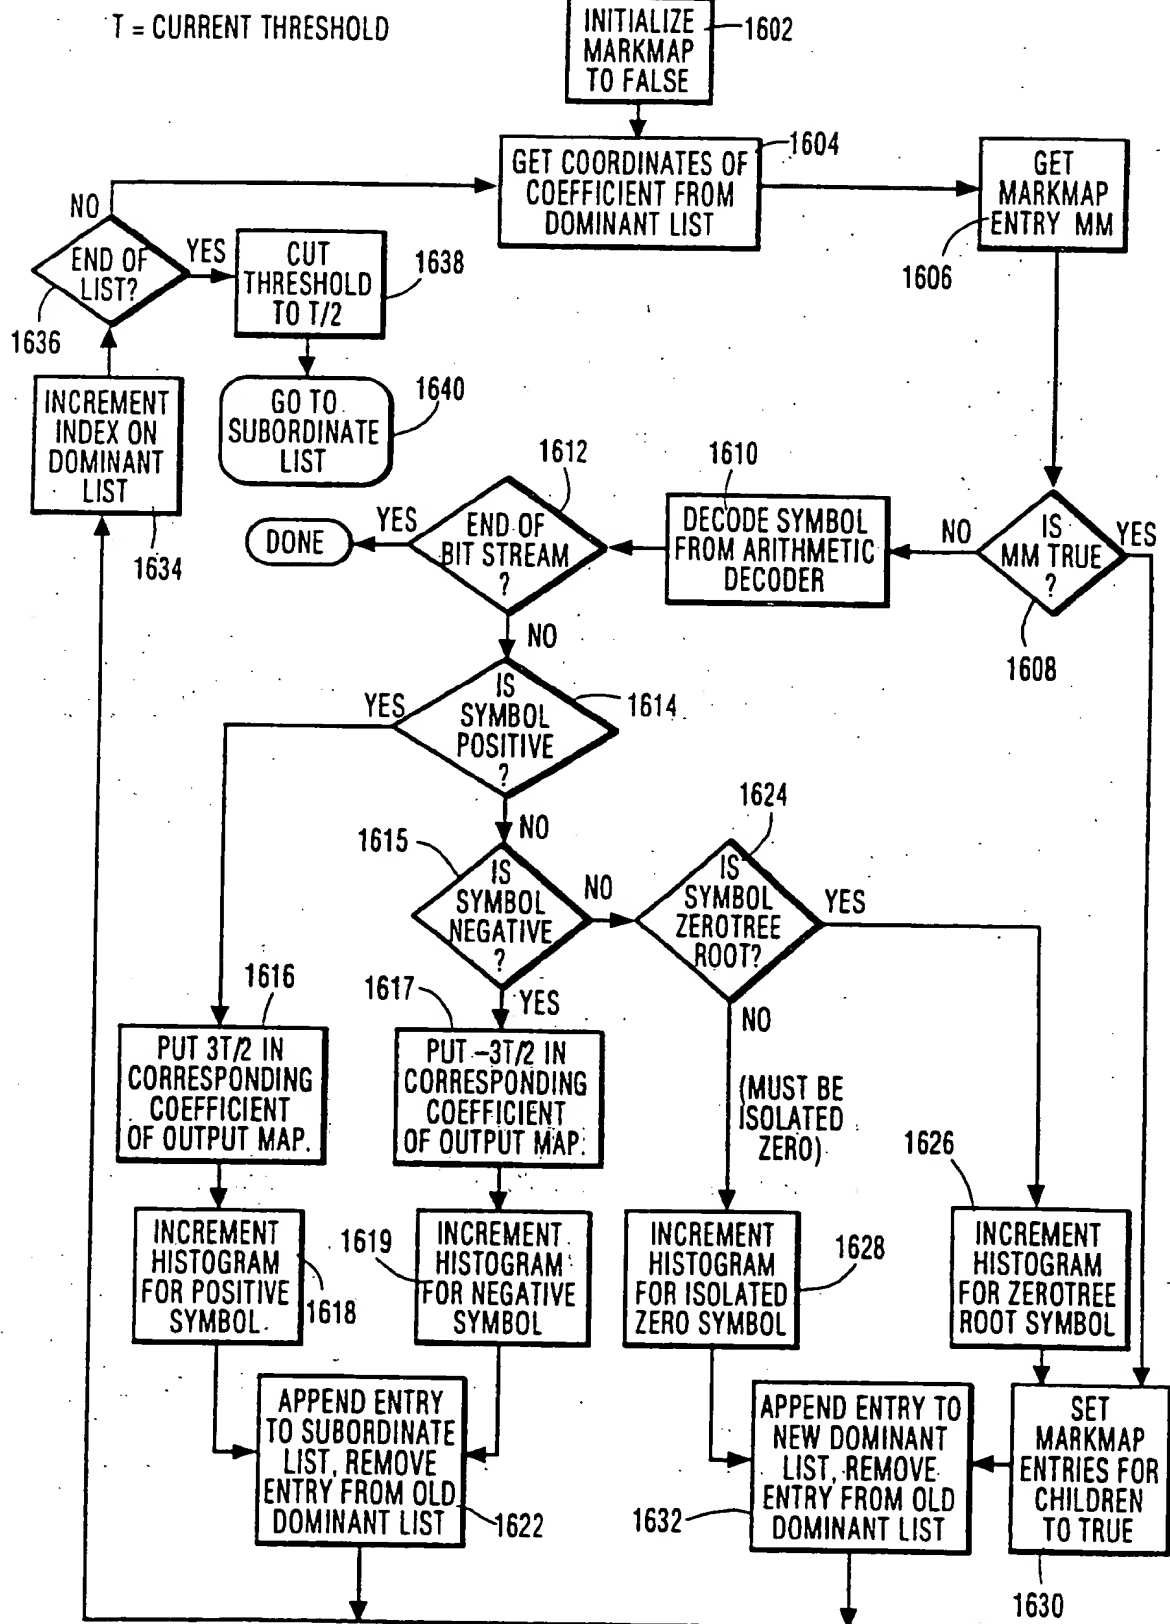 T = CURRENT THRESHOLD
INITIALIZE
MARKMAP
TO FALSE
1602
GET COORDINATES OF
COEFFICIENT FROM
DOMINANT LIST
1604
GET
MARKMAP
ENTRY MM
1606
NO
END OF
LIST?
1636
YES
CUT
THRESHOLD
TO T/2
1638
INCREMENT
INDEX ON
DOMINANT
LIST
1634
GO TO
SUBORDINATE
LIST
1640
IS
MM TRUE
?
1608
YES
NO
DECODE SYMBOL
FROM ARITHMETIC
DECODER
1610
END OF
BIT STREAM
?
1612
YES
DONE
NO
IS
SYMBOL
POSITIVE
?
1614
YES
NO
IS
SYMBOL
NEGATIVE
?
1615
NO
YES
IS
SYMBOL
ZEROTREE
ROOT?
1624
YES
NO
(MUST BE
ISOLATED
ZERO)
PUT 3T/2 IN
CORRESPONDING
COEFFICIENT
OF OUTPUT MAP.
1616
PUT -3T/2 IN
CORRESPONDING
COEFFICIENT
OF OUTPUT MAP.
1617
INCREMENT
HISTOGRAM
FOR POSITIVE
SYMBOL.
1618
INCREMENT
HISTOGRAM
FOR NEGATIVE
SYMBOL
1619
INCREMENT
HISTOGRAM
FOR ISOLATED
ZERO SYMBOL
1628
INCREMENT
HISTOGRAM
FOR ZEROTREE
ROOT SYMBOL
1626
APPEND ENTRY
TO SUBORDINATE
LIST, REMOVE
ENTRY FROM OLD
DOMINANT LIST
1622
APPEND ENTRY TO
NEW DOMINANT
LIST, REMOVE
ENTRY FROM OLD
DOMINANT LIST
1632
SET
MARKMAP
ENTRIES FOR
CHILDREN
TO TRUE
1630